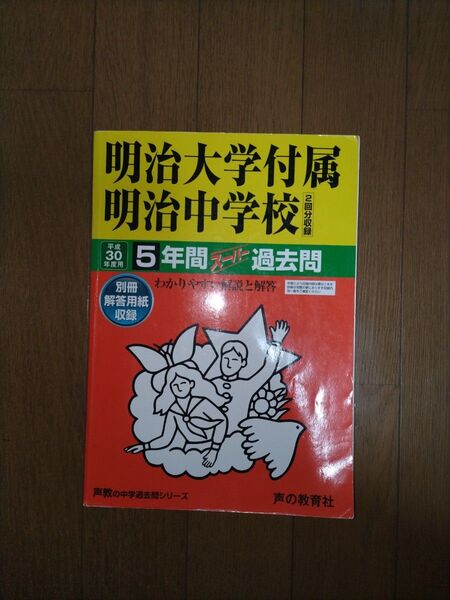 明治大学付属
明治中学校
2回分収録
平成
30
年度用
5年間スーパー過去問
別冊
解答用紙
収録
わかりやすい解説と解答
声教の中学過去問シリーズ
声の教育社